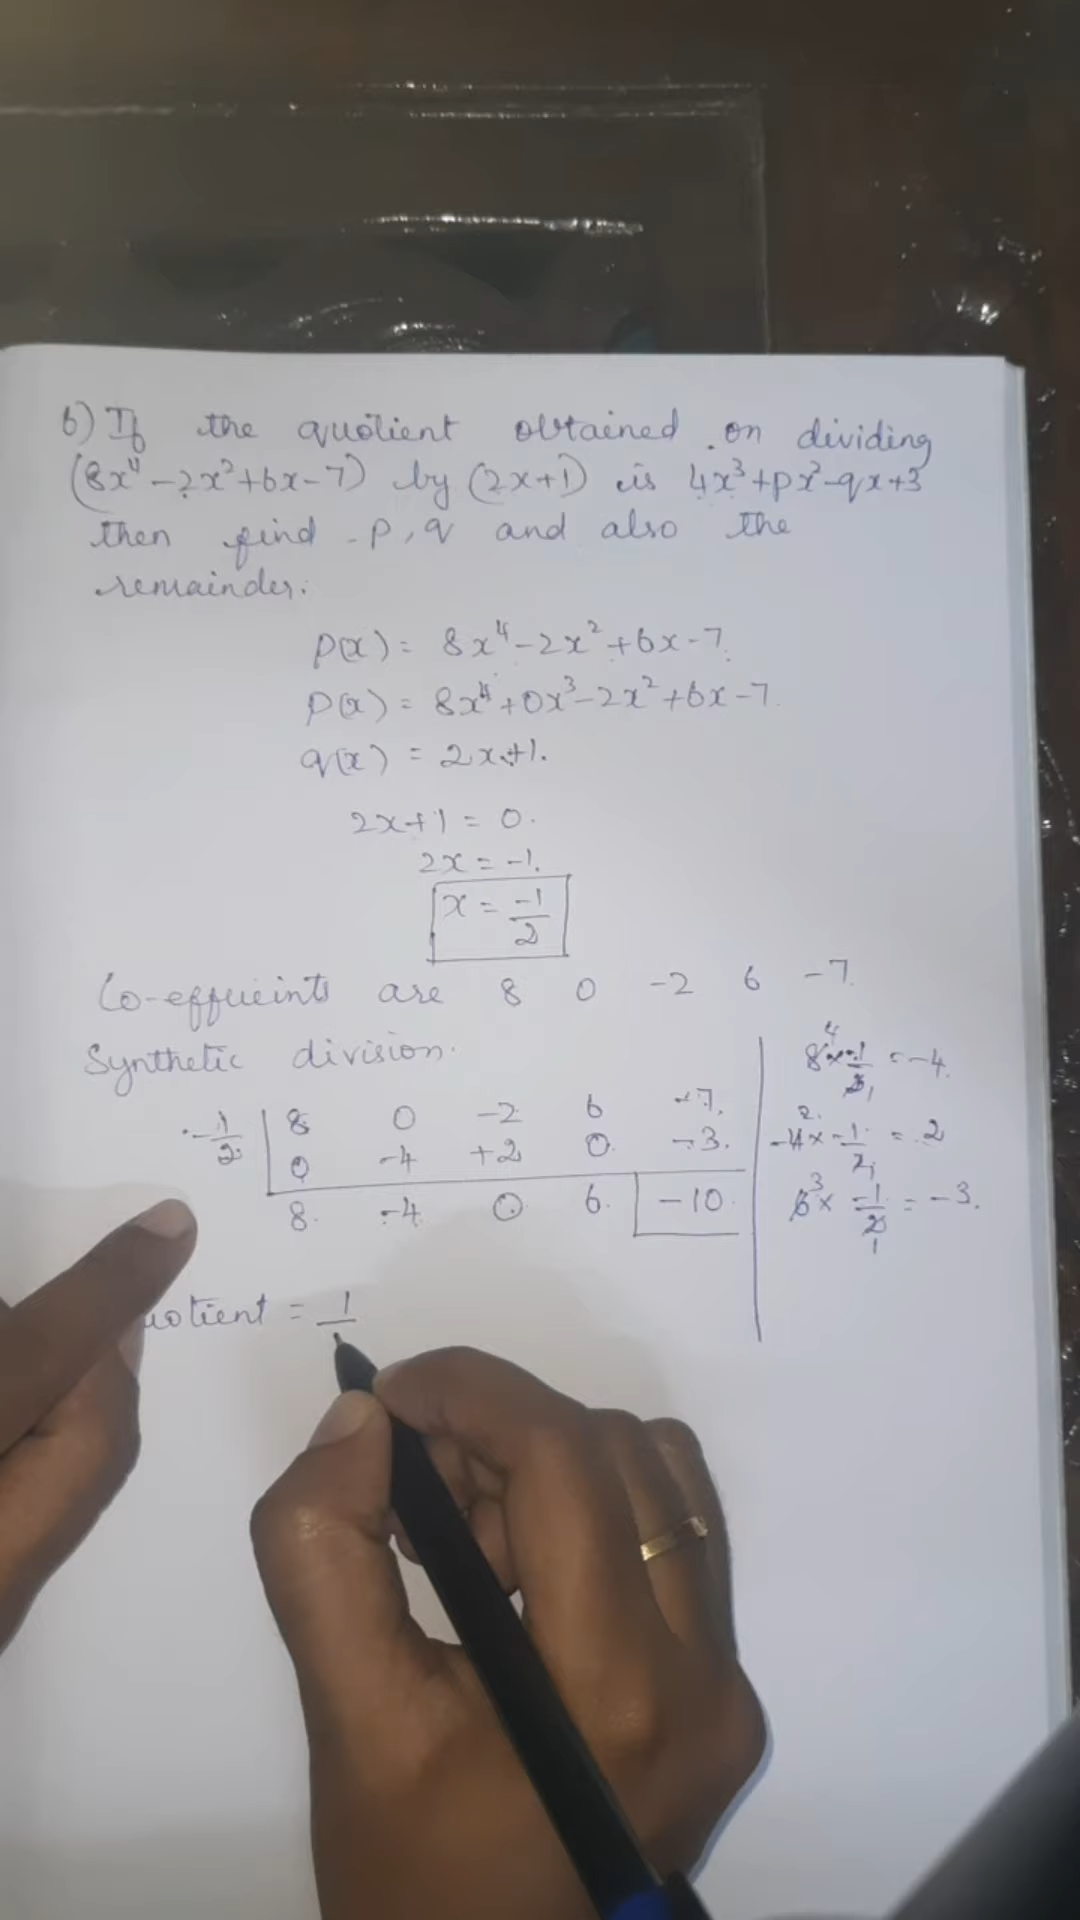 6) If the quotient obtained on dividing
(8x⁴-2x²+6x-7) by (2x+1) is 4x³+px²-qx+3
then find p, q and also the
remainder.
p(x) = 8x⁴-2x²+6x-7.
p(x) = 8x⁴+0x³-2x²+6x-7.
q(x) = 2x+1.
2x+1 = 0.
2x = -1.
x = -1/2
Co-effucints are 8 0 -2 6 -7.
Synthetic division.
-1/2 | 8 0 -2 6 -7.
0 -4 +2 0 -3.
8. -4 0 6. -10.
8 × -1/2 = -4.
-4 × -1/2 = 2
6 × -1/2 = -3.
uotient = 1